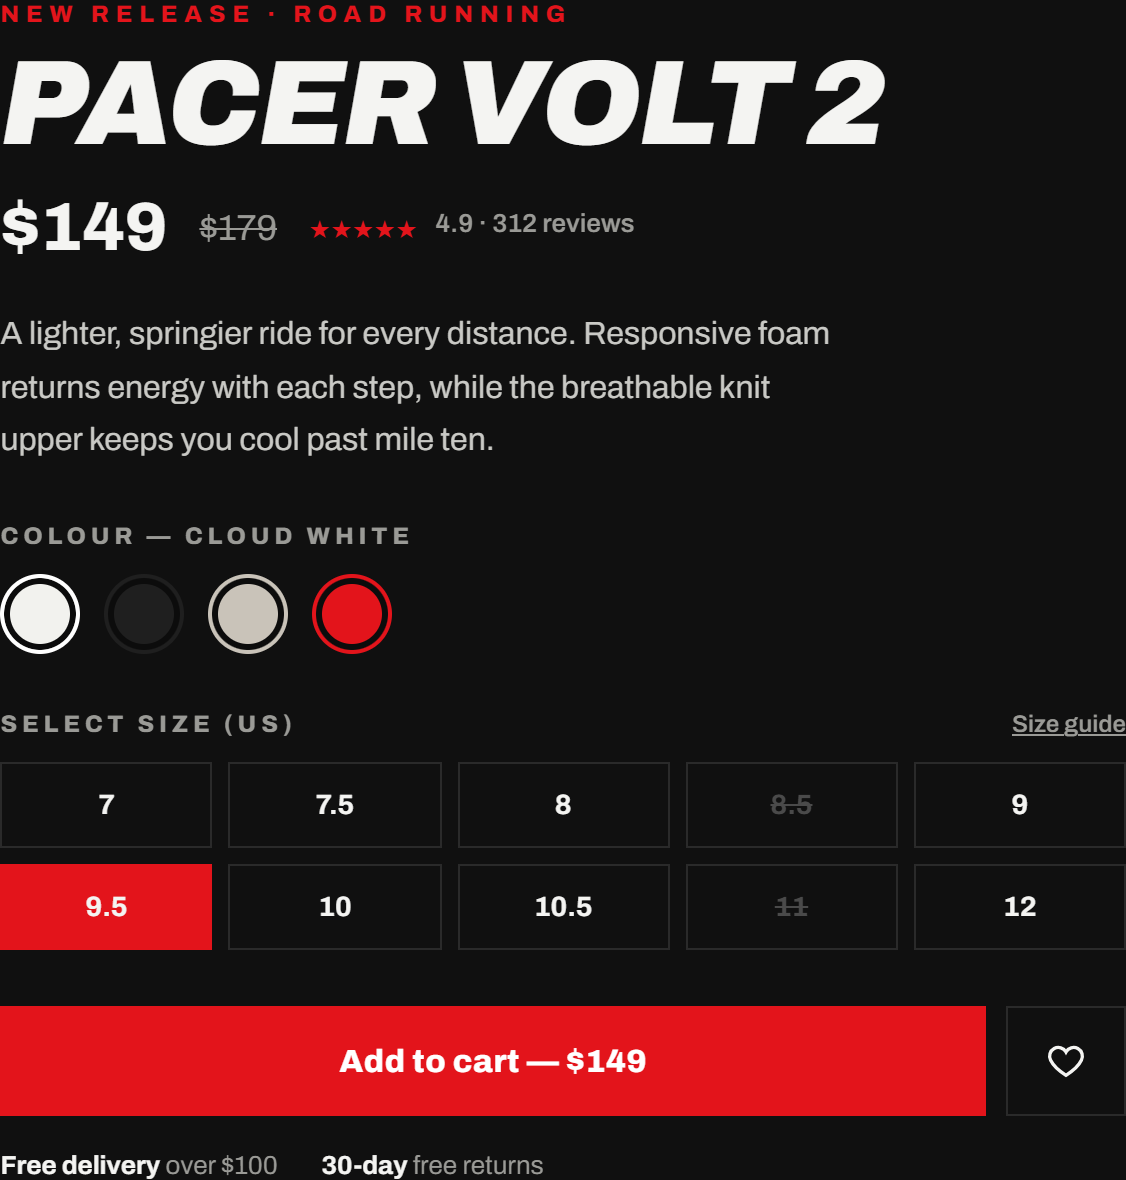 NEW RELEASE · ROAD RUNNING
PACER VOLT 2
$149 $179 ★★★★★ 4.9 · 312 reviews
A lighter, springier ride for every distance. Responsive foam
returns energy with each step, while the breathable knit
upper keeps you cool past mile ten.
COLOUR — CLOUD WHITE
SELECT SIZE (US) Size guide
7 7.5 8 8.5 9
9.5 10 10.5 11 12
Add to cart — $149
Free delivery over $100 30-day free returns